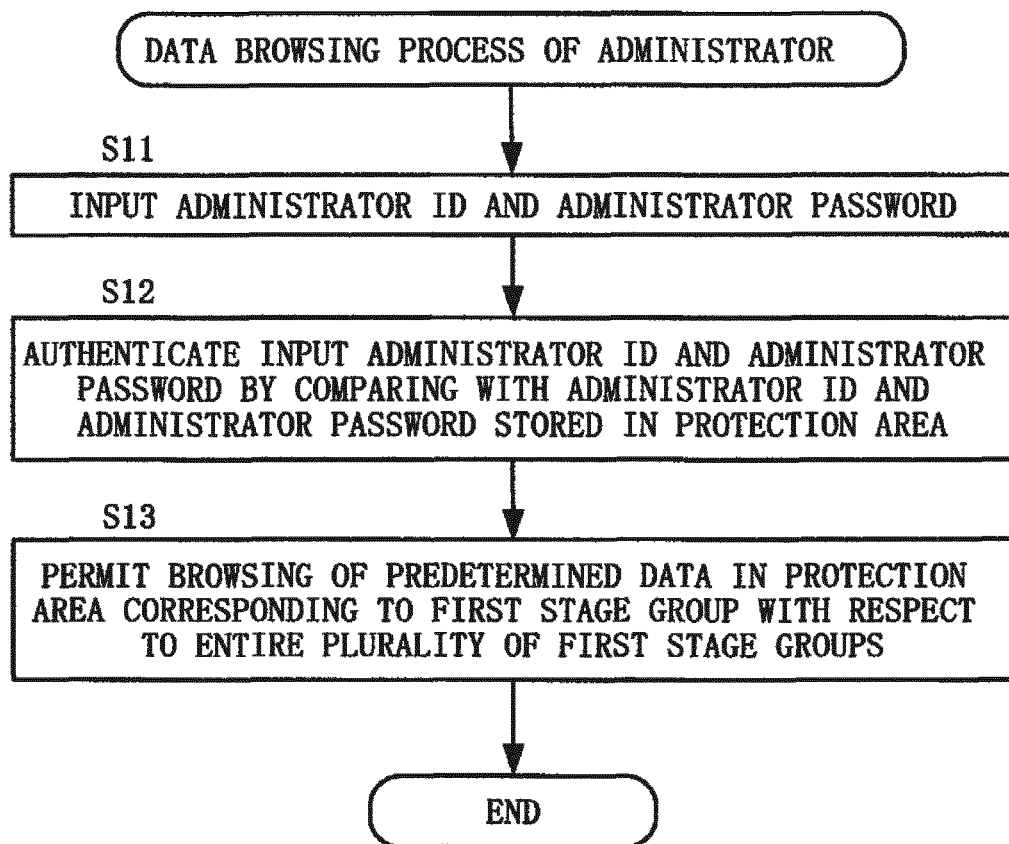 DATA BROWSING PROCESS OF ADMINISTRATOR
S11
INPUT ADMINISTRATOR ID AND ADMINISTRATOR PASSWORD
S12
AUTHENTICATE INPUT ADMINISTRATOR ID AND ADMINISTRATOR
PASSWORD BY COMPARING WITH ADMINISTRATOR ID AND
ADMINISTRATOR PASSWORD STORED IN PROTECTION AREA
S13
PERMIT BROWSING OF PREDETERMINED DATA IN PROTECTION
AREA CORRESPONDING TO FIRST STAGE GROUP WITH RESPECT
TO ENTIRE PLURALITY OF FIRST STAGE GROUPS
END